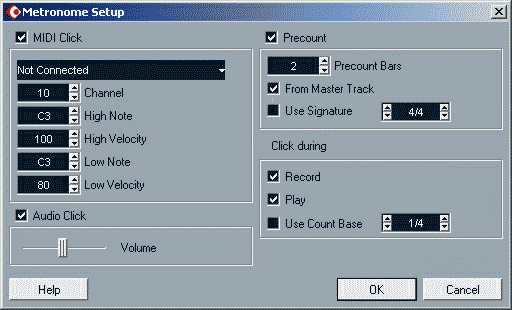 Metronome Setup
MIDI Click
Not Connected
10 Channel
C3 High Note
100 High Velocity
C3 Low Note
80 Low Velocity
Audio Click
Volume
Precount
2 Precount Bars
From Master Track
Use Signature 4/4
Click during
Record
Play
Use Count Base 1/4
Help
OK
Cancel